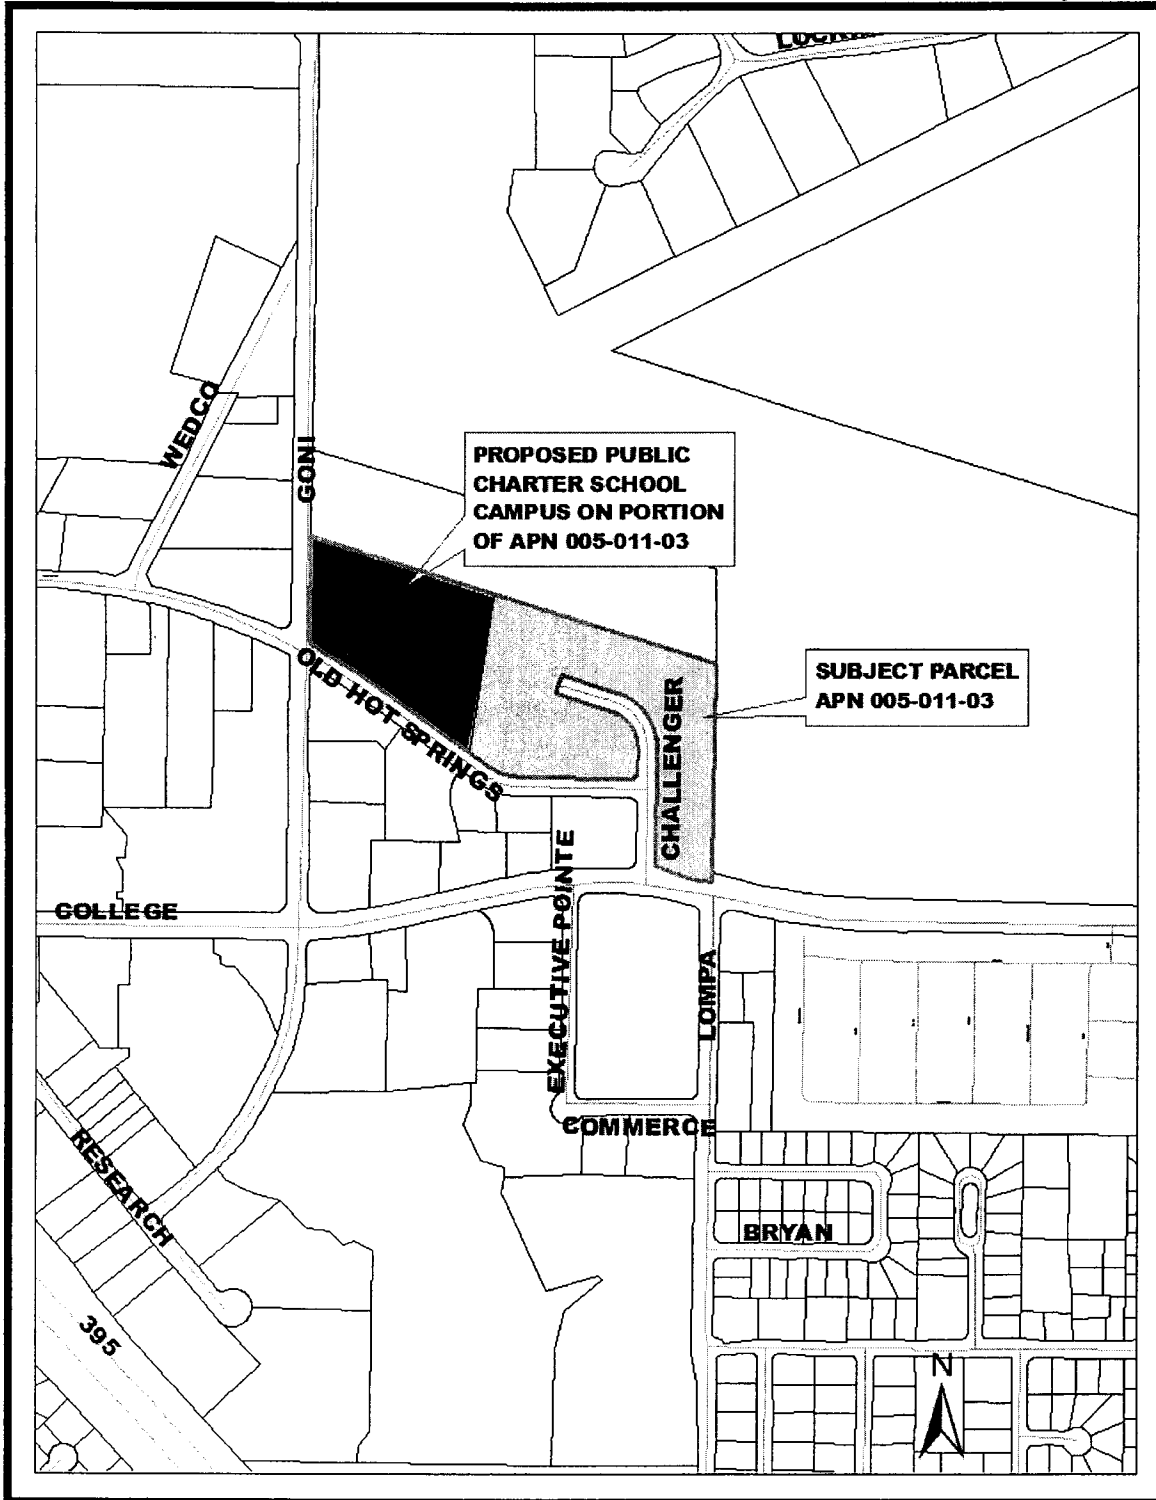 WEDCO
GONI
PROPOSED PUBLIC
CHARTER SCHOOL
CAMPUS ON PORTION
OF APN 005-011-03
OLD HOT SPRINGS
CHALLENGER
SUBJECT PARCEL
APN 005-011-03
COLLEGE
EXECUTIVE POINTE
LOMPA
COMMERCE
RESEARCH
BRYAN
395
N